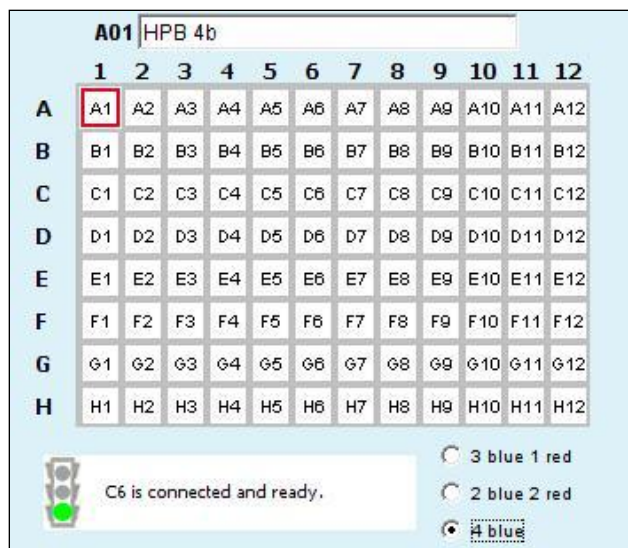 A01 HPB 4b
1 2 3 4 5 6 7 8 9 10 11 12
A A1 A2 A3 A4 A5 A6 A7 A8 A9 A10 A11 A12
B B1 B2 B3 B4 B5 B6 B7 B8 B9 B10 B11 B12
C C1 C2 C3 C4 C5 C6 C7 C8 C9 C10 C11 C12
D D1 D2 D3 D4 D5 D6 D7 D8 D9 D10 D11 D12
E E1 E2 E3 E4 E5 E6 E7 E8 E9 E10 E11 E12
F F1 F2 F3 F4 F5 F6 F7 F8 F9 F10 F11 F12
G G1 G2 G3 G4 G5 G6 G7 G8 G9 G10 G11 G12
H H1 H2 H3 H4 H5 H6 H7 H8 H9 H10 H11 H12
C6 is connected and ready.
3 blue 1 red
2 blue 2 red
4 blue